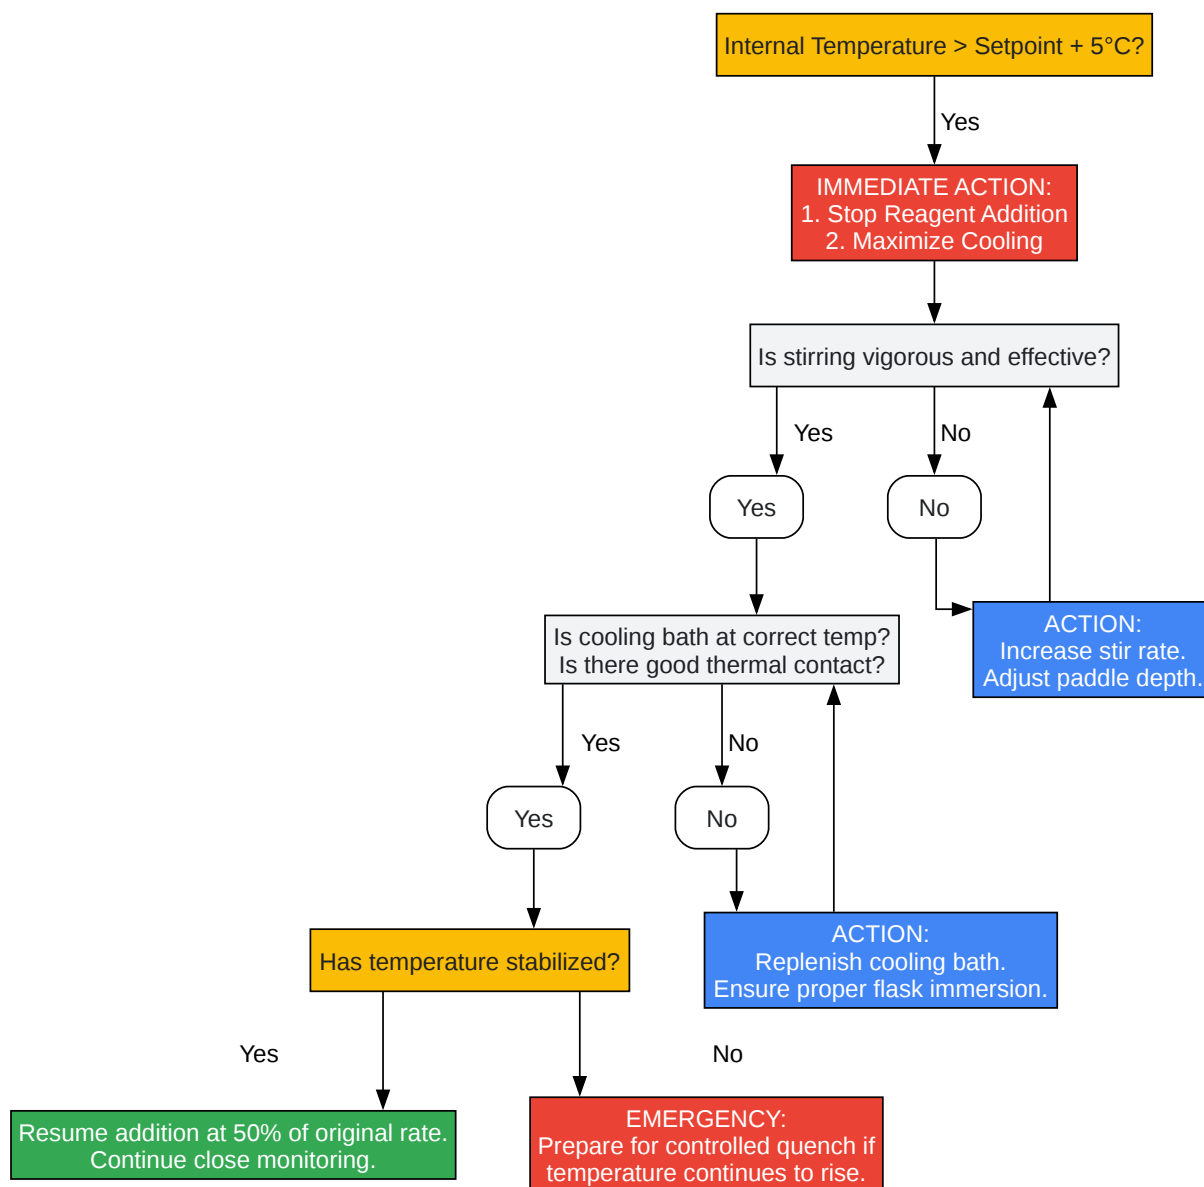 Internal Temperature > Setpoint + 5°C?
Yes
IMMEDIATE ACTION:
1. Stop Reagent Addition
2. Maximize Cooling
Is stirring vigorous and effective?
Yes
No
Yes
No
ACTION:
Increase stir rate.
Adjust paddle depth.
Is cooling bath at correct temp?
Is there good thermal contact?
Yes
No
Yes
No
ACTION:
Replenish cooling bath.
Ensure proper flask immersion.
Has temperature stabilized?
Yes
No
Resume addition at 50% of original rate.
Continue close monitoring.
EMERGENCY:
Prepare for controlled quench if
temperature continues to rise.